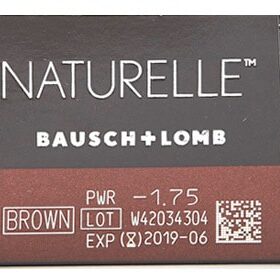 NATURELLE™
BAUSCH+LOMB
PWR -1.75
BROWN LOT W42034304
EXP 2019-06